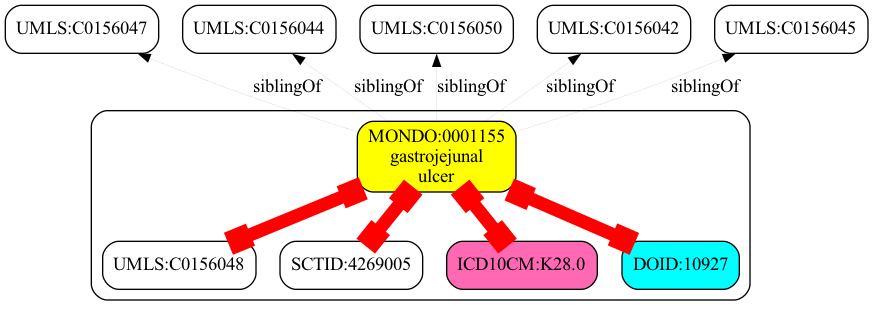 UMLS:C0156047
UMLS:C0156044
UMLS:C0156050
UMLS:C0156042
UMLS:C0156045
siblingOf
siblingOf
siblingOf
siblingOf
siblingOf
MONDO:0001155
gastrojejunal
ulcer
UMLS:C0156048
SCTID:4269005
ICD10CM:K28.0
DOID:10927